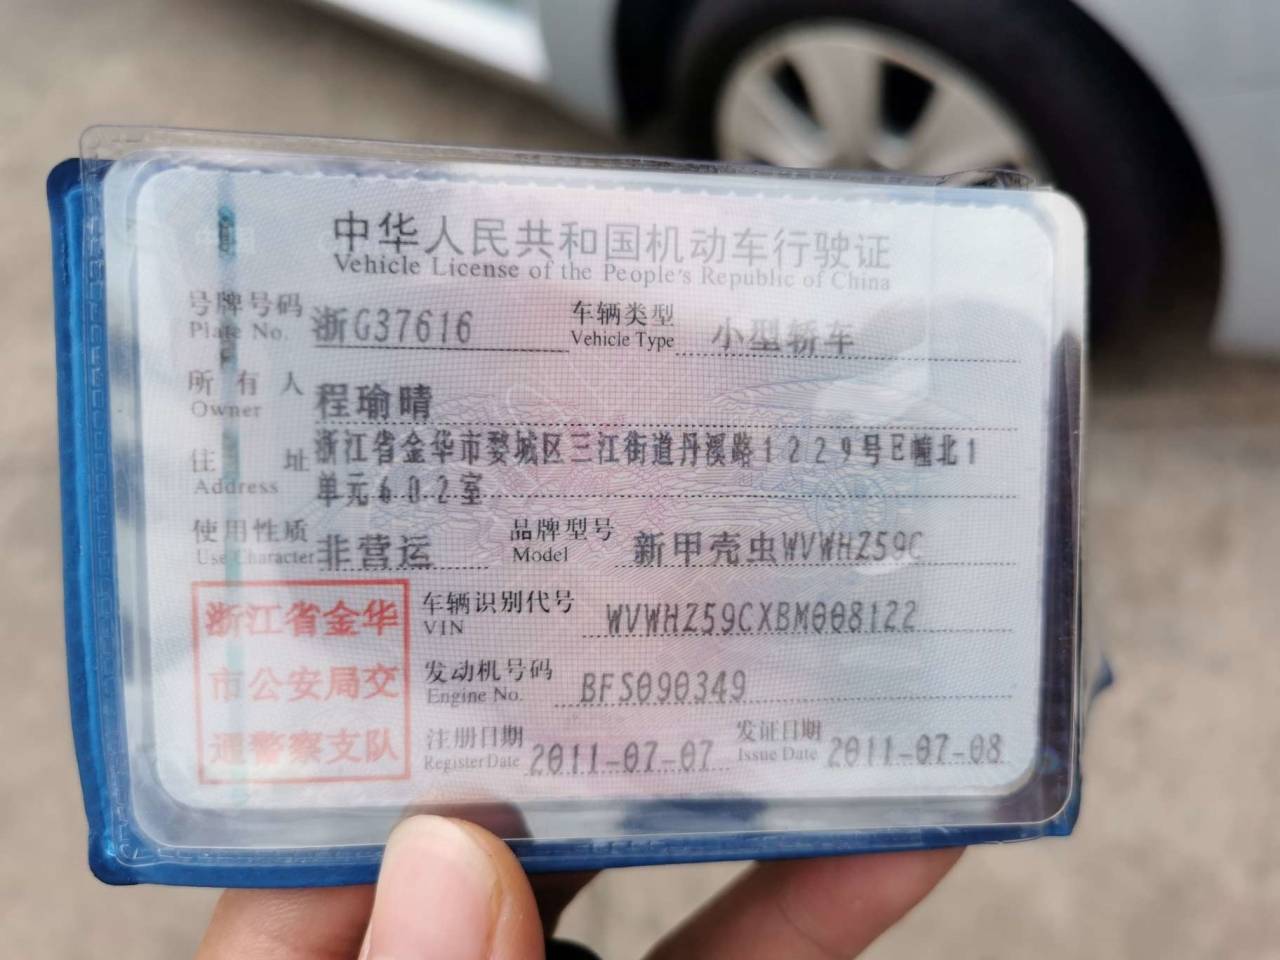 中华人民共和国机动车行驶证
Vehicle License of the People's Republic of China
号牌号码 浙G37616 车辆类型 小型轿车
Plate No. Vehicle Type
所有人 程瑜晴
Owner
住址 浙江省金华市婺城区三江街道丹溪路1229号E幢北1
Address 单元602室
使用性质 非营运 品牌型号 新甲壳虫WVWHZ59C
Use Character Model
浙江省金华
市公安局交
通警察支队
车辆识别代号 WVWHZ59CXBM008122
VIN
发动机号码 BFS090349
Engine No.
注册日期 2011-07-07 发证日期 2011-07-08
Register Date Issue Date